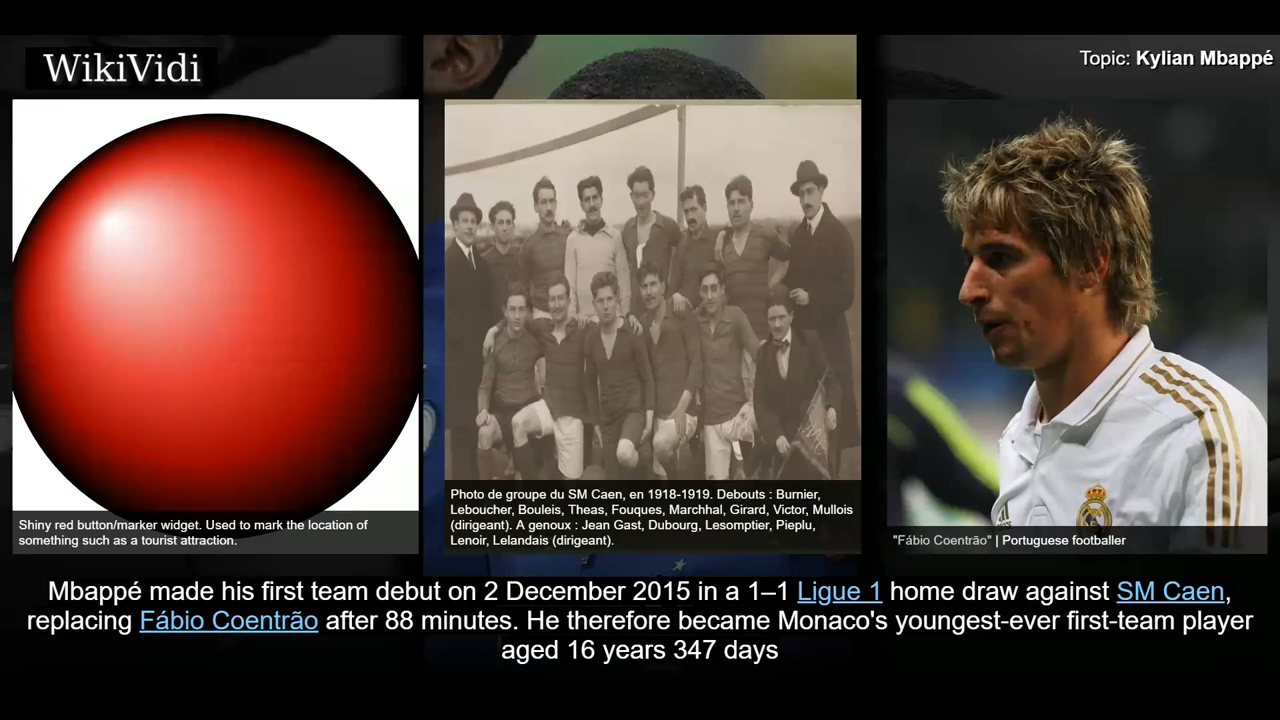 WikiVidi
Topic: Kylian Mbappé
Shiny red button/marker widget. Used to mark the location of
something such as a tourist attraction.
Photo de groupe du SM Caen, en 1918-1919. Debouts : Burnier,
Leboucher, Bouleis, Theas, Fouques, Marchhal, Girard, Victor, Mullois
(dirigeant). A genoux : Jean Gast, Dubourg, Lesomptier, Pieplu,
Lenoir, Lelandais (dirigeant).
"Fábio Coentrão" | Portuguese footballer
Mbappé made his first team debut on 2 December 2015 in a 1–1 Ligue 1 home draw against SM Caen,
replacing Fábio Coentrão after 88 minutes. He therefore became Monaco's youngest-ever first-team player
aged 16 years 347 days